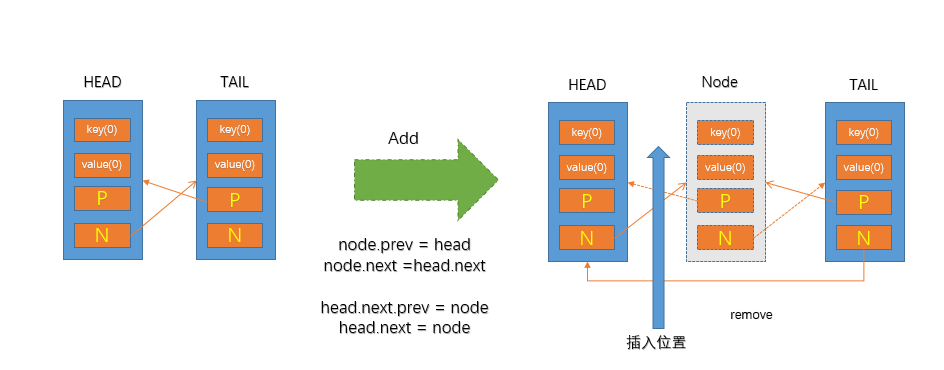 HEAD
TAIL
key(0)
value(0)
P
N
key(0)
value(0)
P
N
Add
node.prev = head
node.next =head.next
head.next.prev = node
head.next = node
HEAD
Node
TAIL
key(0)
value(0)
P
N
key(0)
value(0)
P
N
key(0)
value(0)
P
N
remove
插入位置